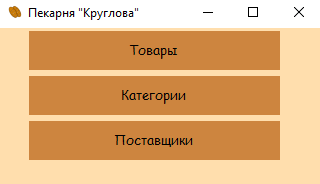 Пекарня "Круглова"
Товары
Категории
Поставщики